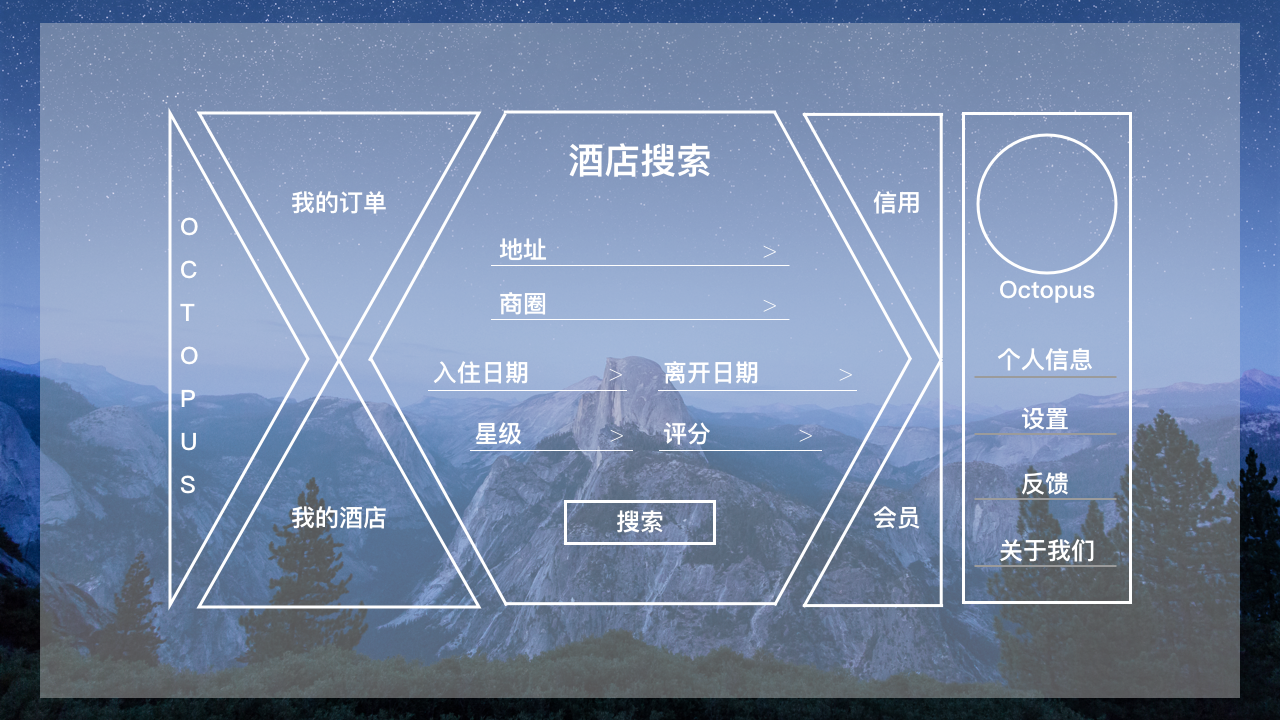 OCTOPUS
我的订单
我的酒店
酒店搜索
地址 >
商圈 >
入住日期 > 离开日期 >
星级 > 评分 >
搜索
信用
会员
Octopus
个人信息
设置
反馈
关于我们